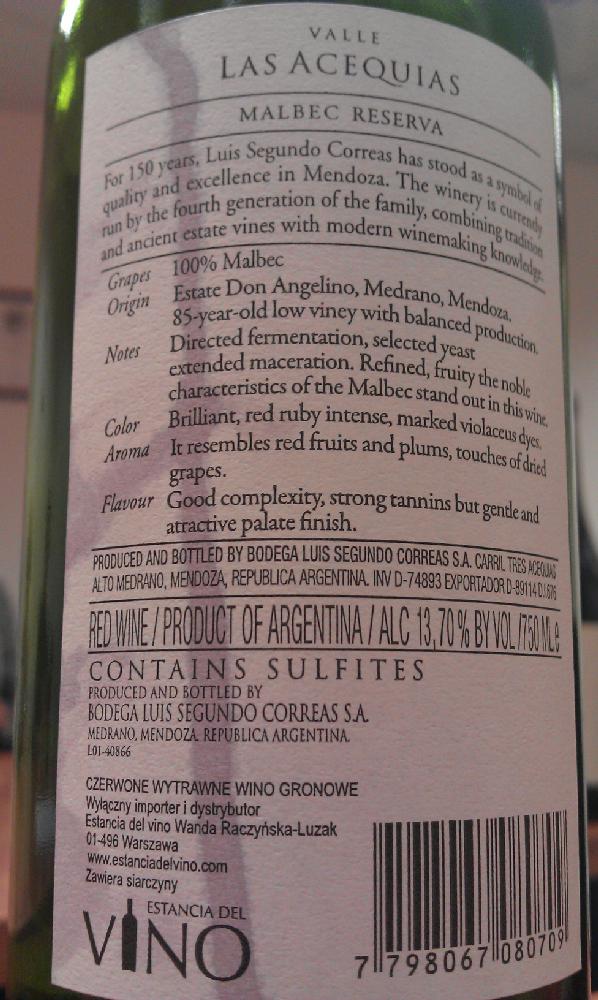 VALLE
LAS ACEQUIAS
MALBEC RESERVA
For 150 years, Luis Segundo Correas has stood as a symbol of
quality and excellence in Mendoza. The winery is currently
run by the fourth generation of the family, combining tradition
and ancient estate vines with modern winemaking knowledge.
Grapes 100% Malbec
Origin Estate Don Angelino, Medrano, Mendoza.
85-year-old low viney with balanced production.
Notes Directed fermentation, selected yeast
extended maceration. Refined, fruity the noble
characteristics of the Malbec stand out in this wine.
Color Brilliant, red ruby intense, marked violaceus dyes.
Aroma It resembles red fruits and plums, touches of dried
grapes.
Flavour Good complexity, strong tannins but gentle and
attractive palate finish.
PRODUCED AND BOTTLED BY BODEGA LUIS SEGUNDO CORREAS S.A. CARRIL TRES ACEQUIAS
ALTO MEDRANO, MENDOZA, REPUBLICA ARGENTINA. INV D-74893 EXPORTADOR D-89114
RED WINE / PRODUCT OF ARGENTINA / ALC 13,70 % BY VOL /750 ML e
CONTAINS SULFITES
PRODUCED AND BOTTLED BY
BODEGA LUIS SEGUNDO CORREAS S.A.
MEDRANO, MENDOZA. REPUBLICA ARGENTINA.
L01-40866
CZERWONE WYTRAWNE WINO GRONOWE
Wyłączny importer i dystrybutor
Estancia del vino Wanda Raczyńska-Luzak
01-496 Warszawa
www.estanciadelvino.com
Zawiera siarczyny
ESTANCIA DEL
VINO
7 798067 080709